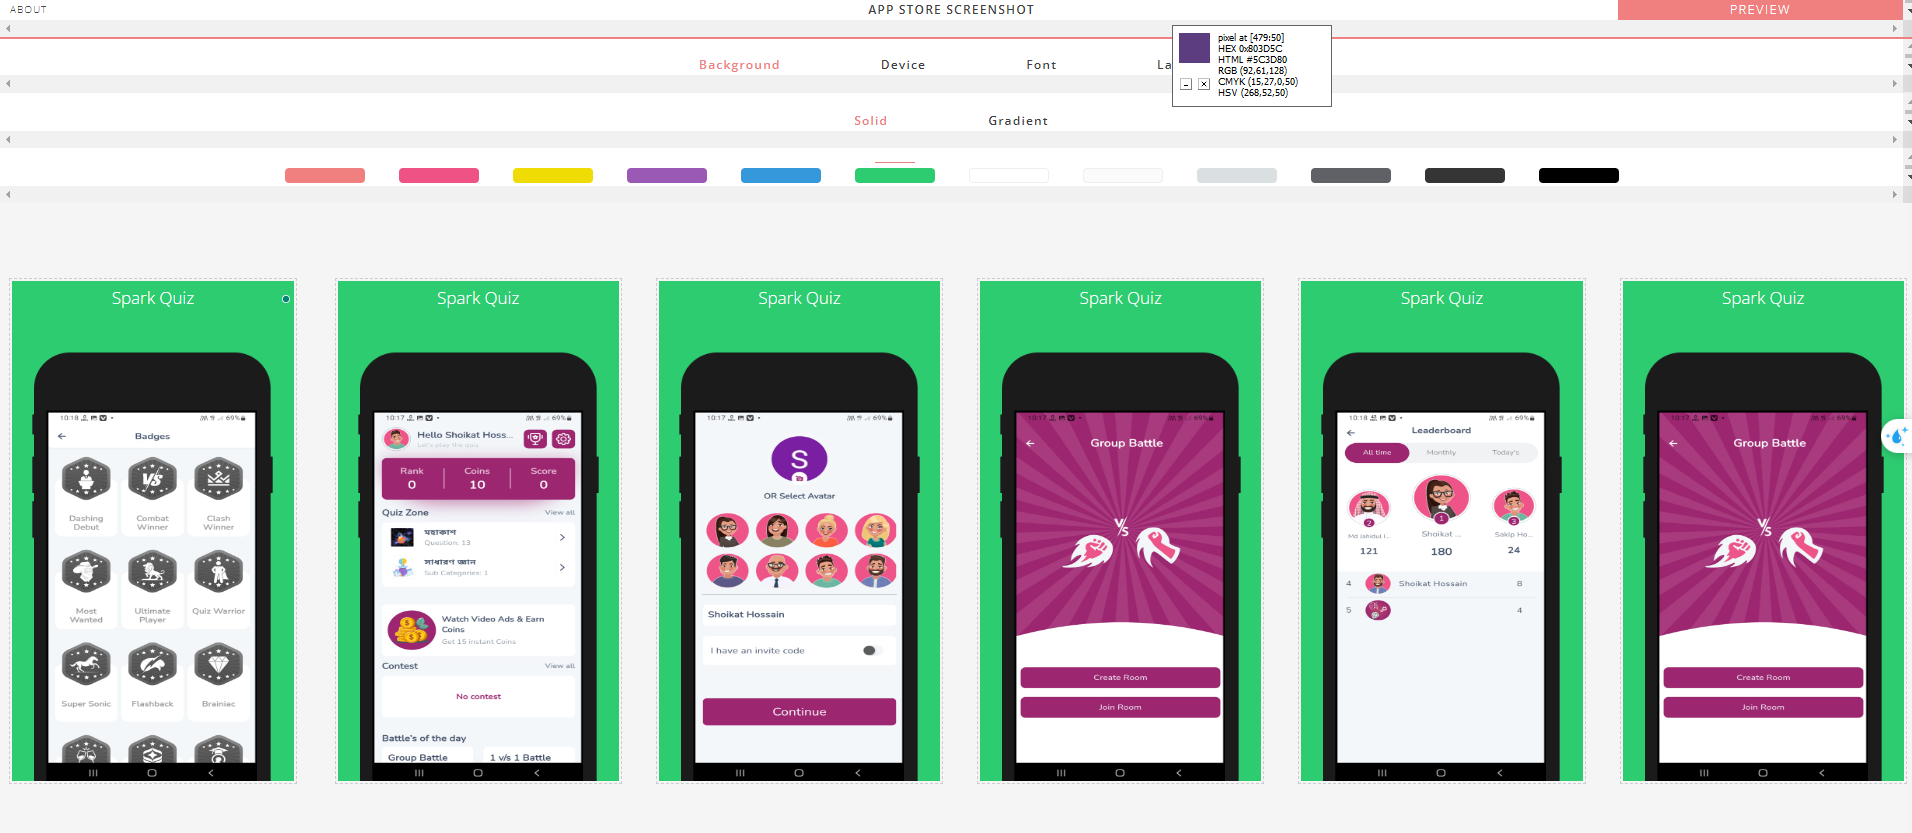 ABOUT
APP STORE SCREENSHOT
PREVIEW
pixel at [479:50]
HEX 0x803D5C
HTML #5C3D80
RGB (92,61,128)
CMYK (15,27,0,50)
HSV (268,52,50)
Background
Device
Font
La
Solid
Gradient
Spark Quiz
10:18
69%
Badges
Dashing
Debut
Combat
Winner
Clash
Winner
Most
Wanted
Ultimate
Player
Quiz Warrior
Super Sonic
Flashback
Brainiac
Spark Quiz
10:17
69%
Hello Shoikat Hoss...
Let's play the quiz
Rank
0
Coins
10
Score
0
Quiz Zone
View all
মহাকাশ
Question: 13
সাধারণ জ্ঞান
Sub Categories: 1
Watch Video Ads & Earn
Coins
Get 15 instant Coins
Contest
View all
No contest
Battle's of the day
Group Battle
1 v/s 1 Battle
Spark Quiz
10:17
69%
S
OR Select Avatar
Shoikat Hossain
I have an invite code
Continue
Spark Quiz
10:17
69%
Group Battle
VS
Create Room
Join Room
Spark Quiz
10:18
69%
Leaderboard
All time
Monthly
Today's
2
1
3
Md Jahidul I...
Shoikat ...
Sakip Ho...
121
180
24
4 Shoikat Hossain 8
5 4
Spark Quiz
10:17
69%
Group Battle
VS
Create Room
Join Room